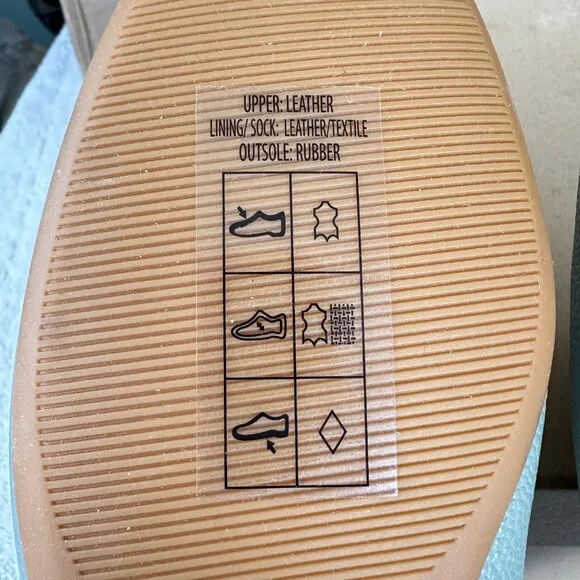 UPPER: LEATHER
LINING/ SOCK: LEATHER/TEXTILE
OUTSOLE: RUBBER